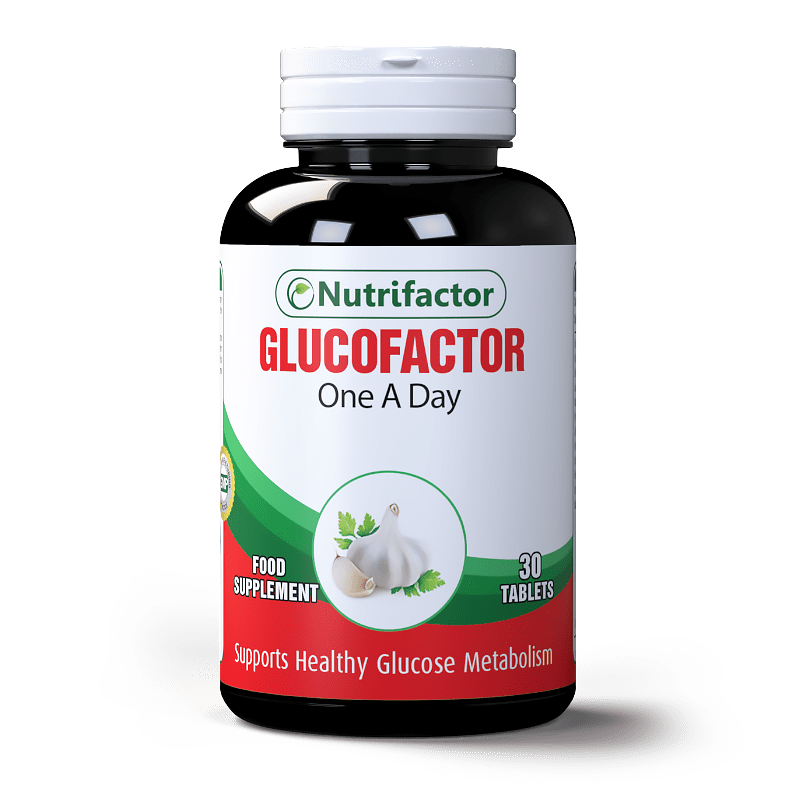 Nutrifactor
GLUCOFACTOR
One A Day
FOOD
SUPPLEMENT
30
TABLETS
Supports Healthy Glucose Metabolism